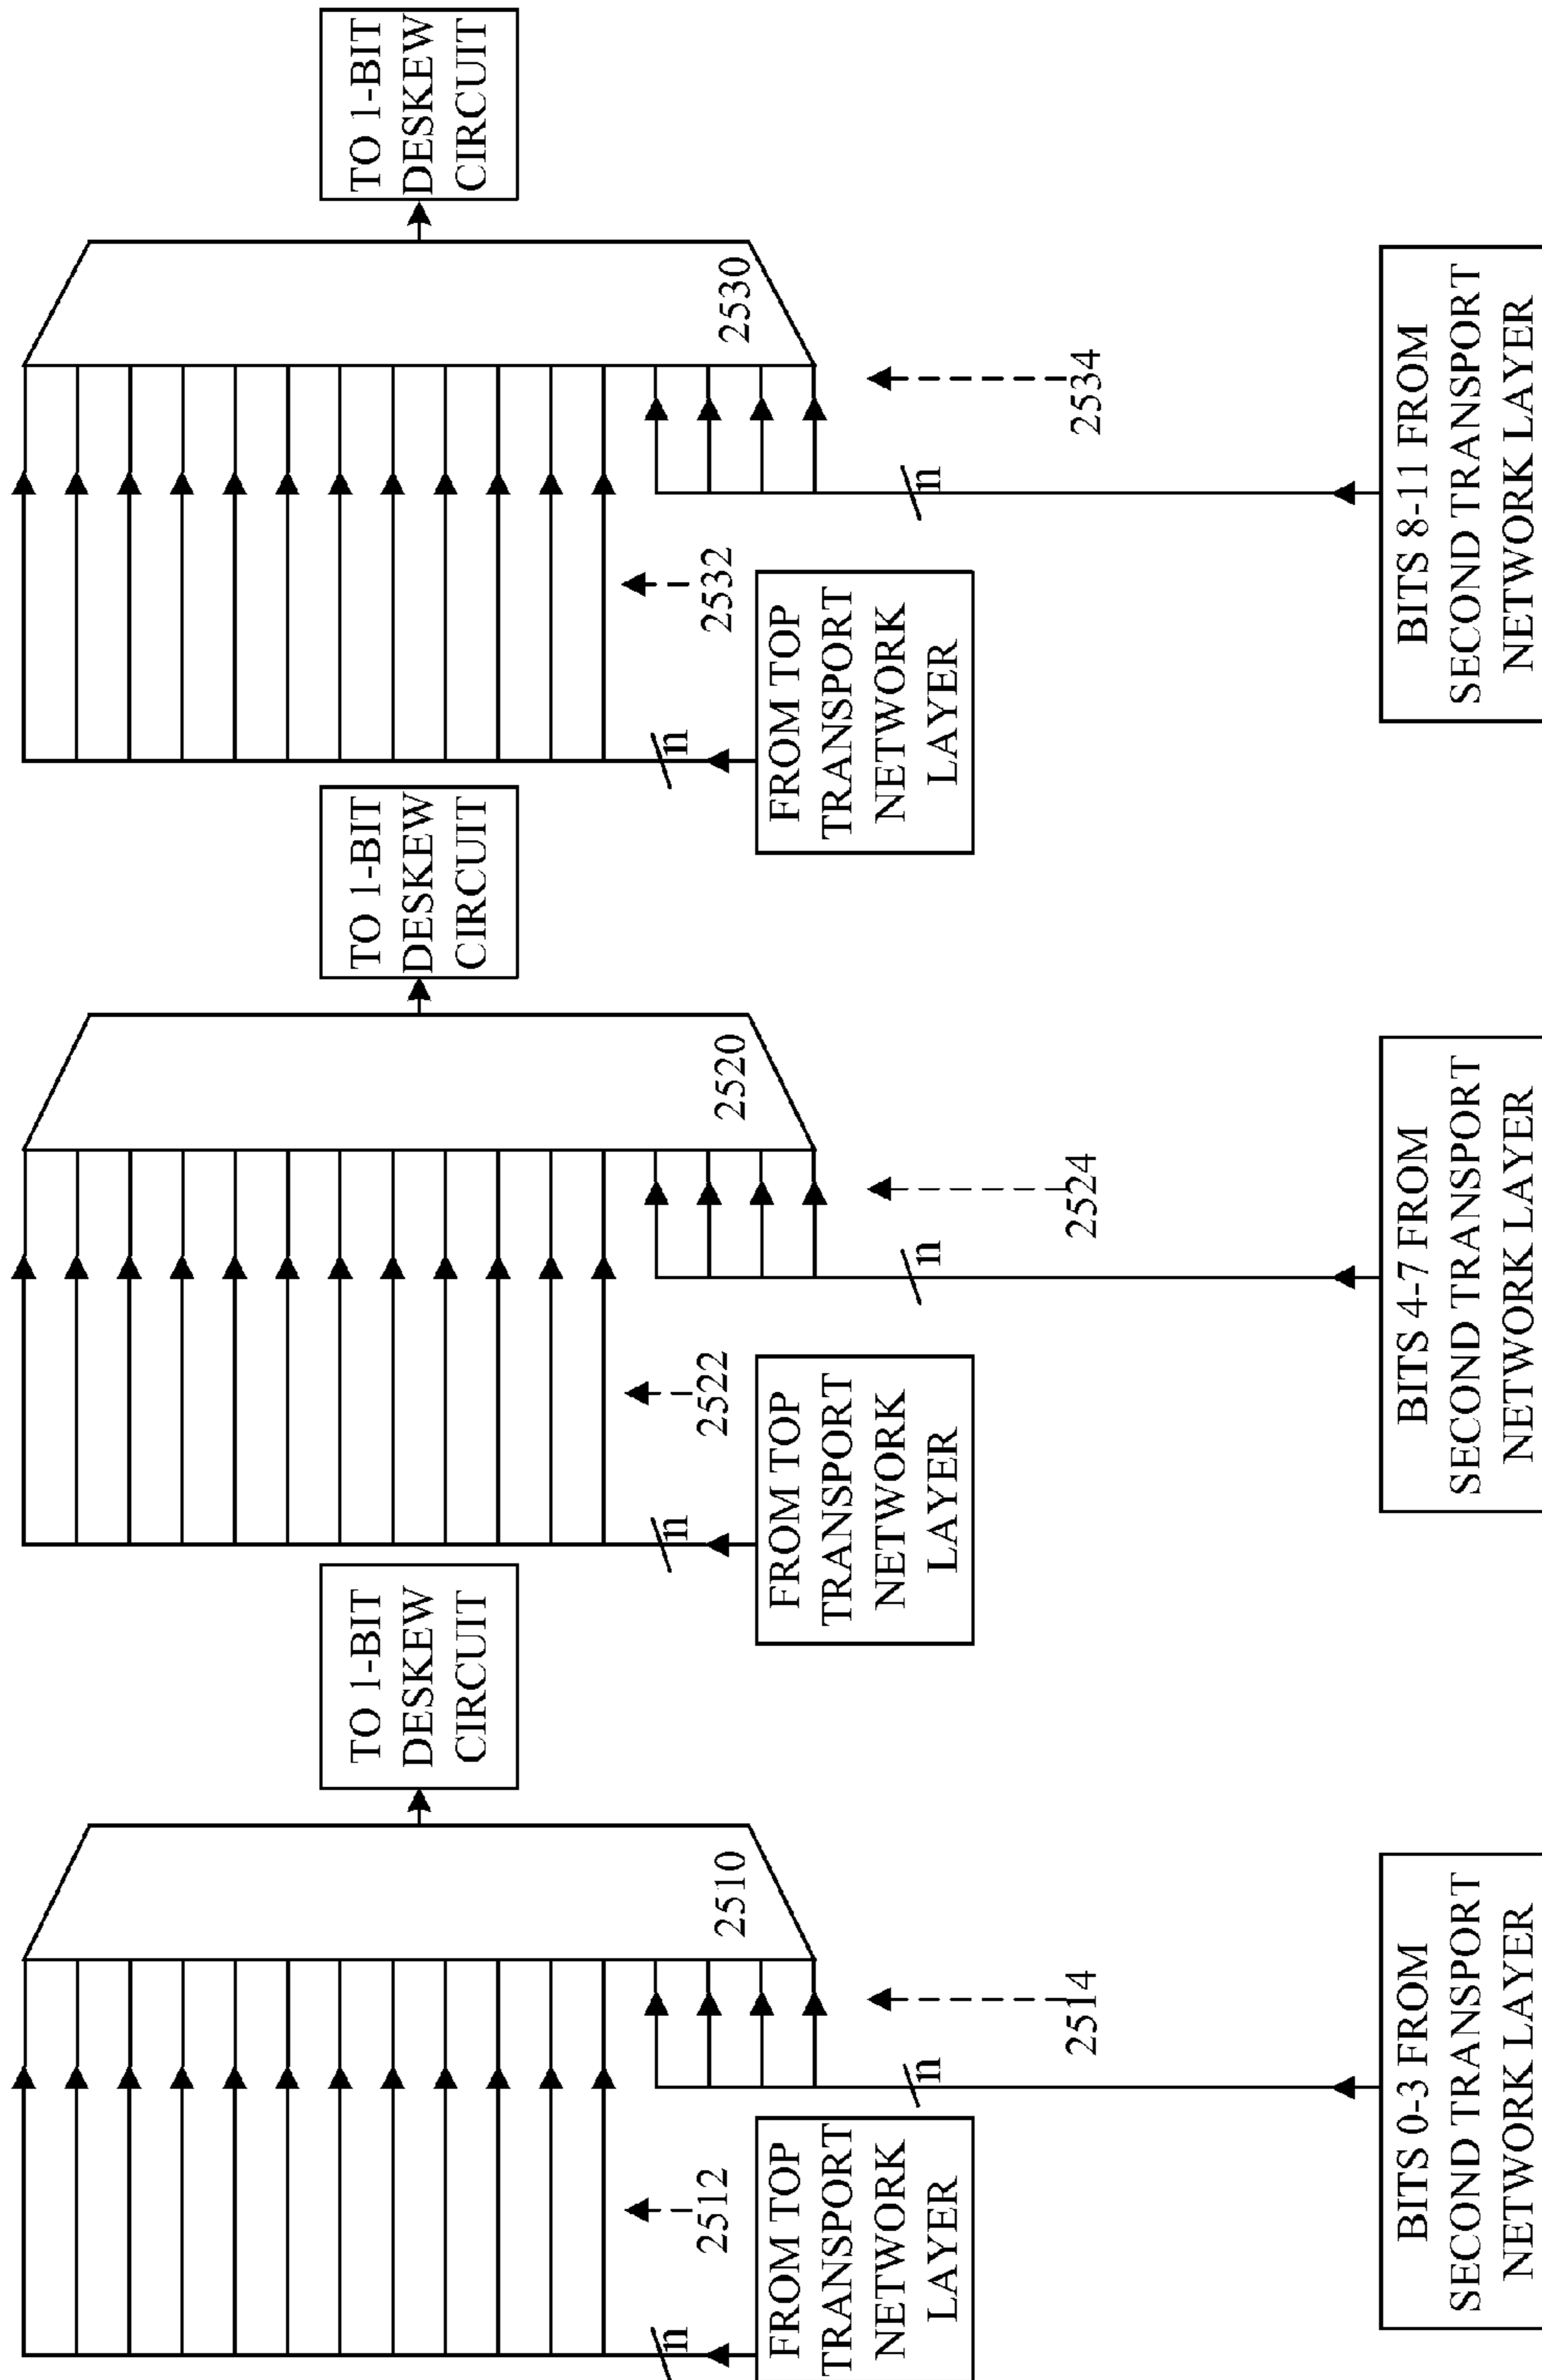 TO 1-BIT
DESKEW
CIRCUIT
2510
n
2512
FROM TOP
TRANSPORT
NETWORK
LAYER
n
2514
BITS 0-3 FROM
SECOND TRANSPORT
NETWORK LAYER
TO 1-BIT
DESKEW
CIRCUIT
2520
n
2522
FROM TOP
TRANSPORT
NETWORK
LAYER
n
2524
BITS 4-7 FROM
SECOND TRANSPORT
NETWORK LAYER
TO 1-BIT
DESKEW
CIRCUIT
2530
n
2532
FROM TOP
TRANSPORT
NETWORK
LAYER
n
2534
BITS 8-11 FROM
SECOND TRANSPORT
NETWORK LAYER